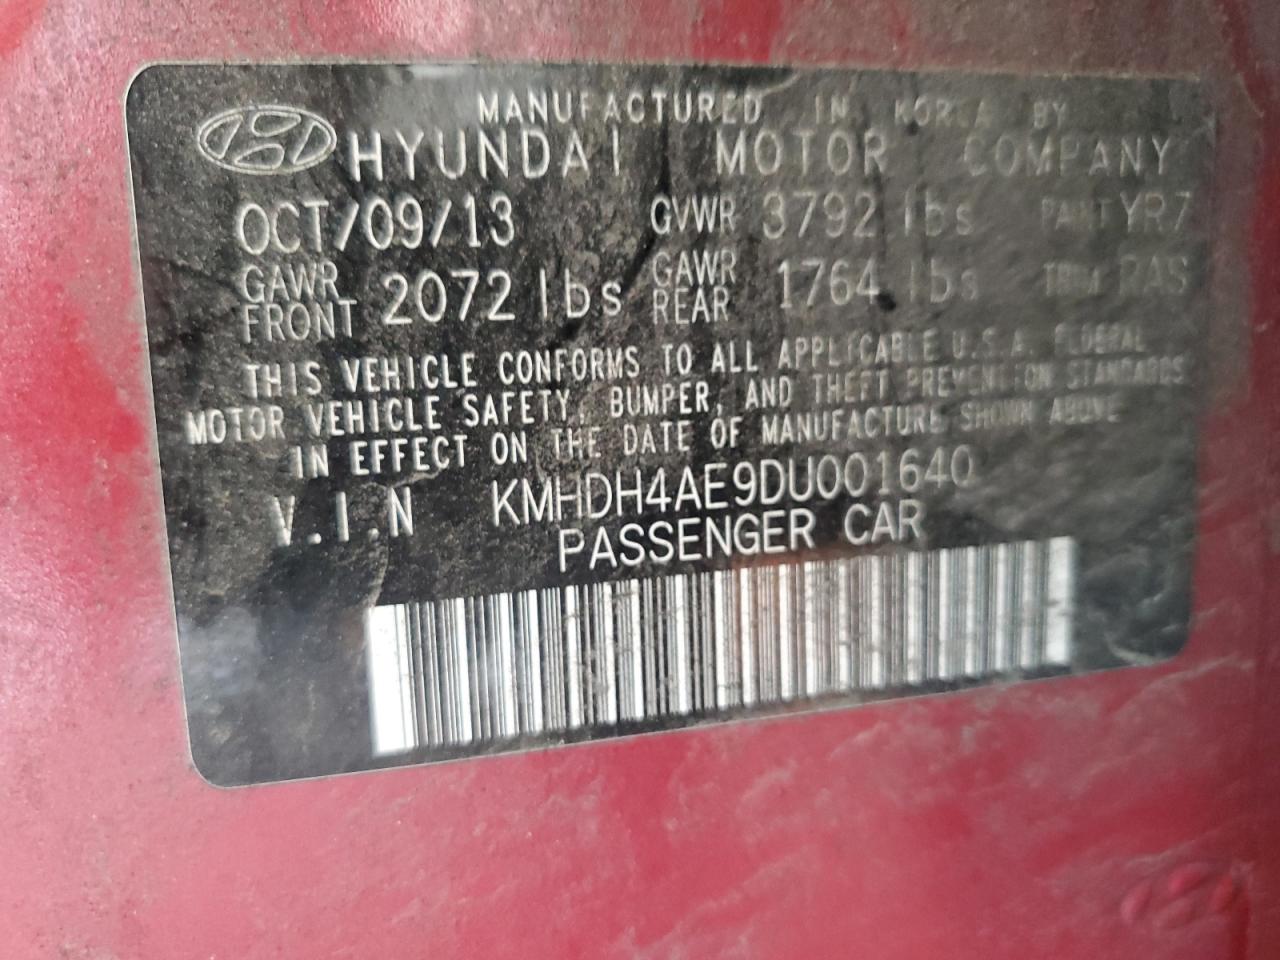 MANUFACTURED IN KOREA BY
HYUNDAI MOTOR COMPANY
OCT/09/13 GVWR 3792 lbs PAINT YR7
GAWR FRONT 2072 lbs GAWR REAR 1764 lbs TRIM RAS
THIS VEHICLE CONFORMS TO ALL APPLICABLE U.S.A. FEDERAL
MOTOR VEHICLE SAFETY, BUMPER, AND THEFT PREVENTION STANDARDS
IN EFFECT ON THE DATE OF MANUFACTURE SHOWN ABOVE
V.I.N KMHDH4AE9DU001640
PASSENGER CAR